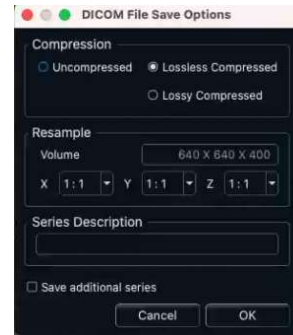 DICOM File Save Options
Compression
Uncompressed Lossless Compressed
Lossy Compressed
Resample
Volume 640 X 640 X 400
X 1:1 Y 1:1 Z 1:1
Series Description
Save additional series
Cancel OK